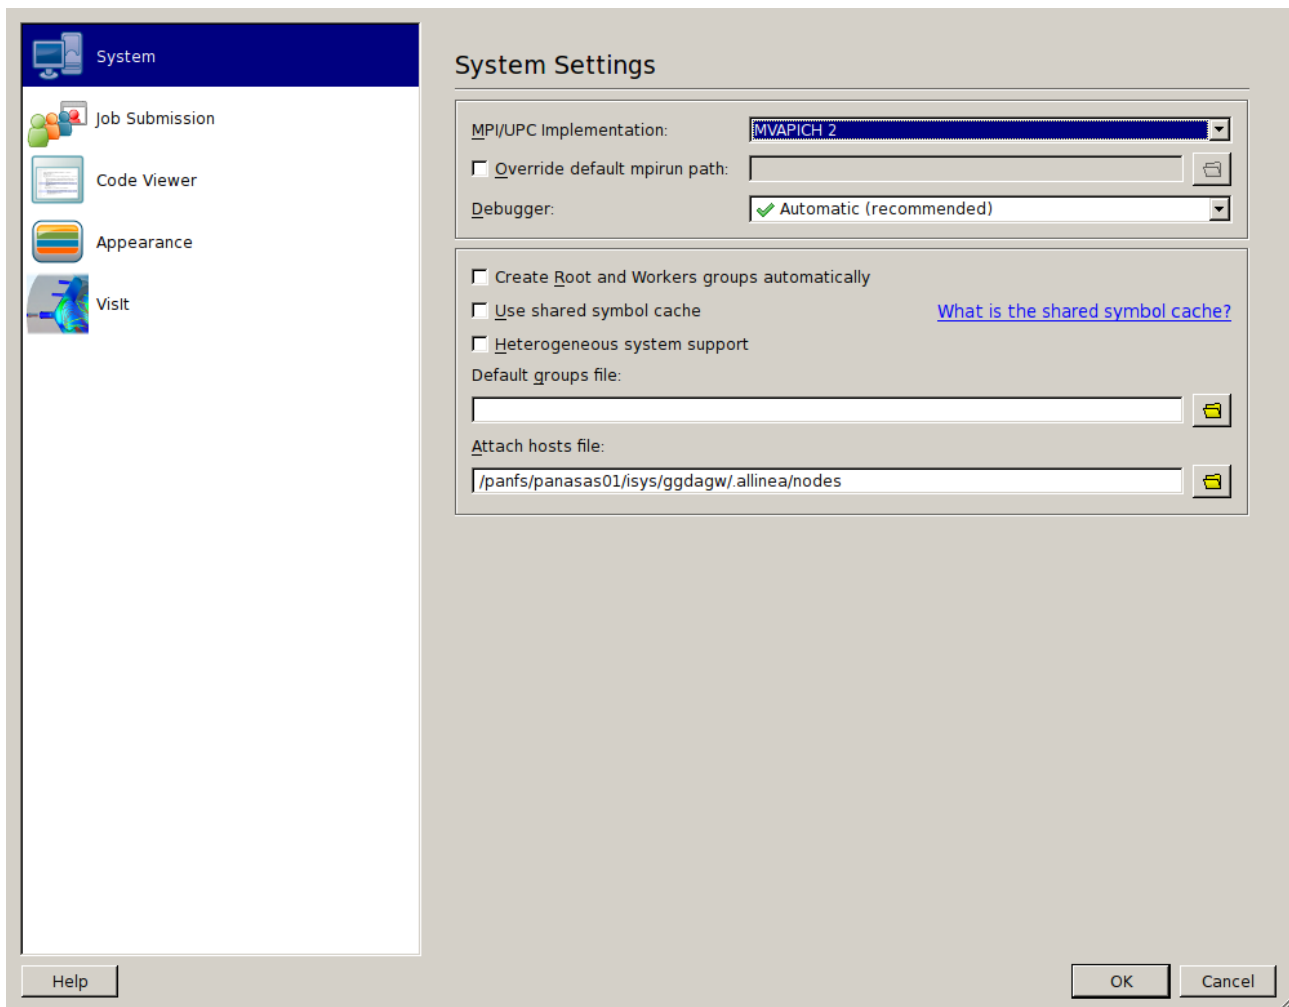 System
Job Submission
Code Viewer
Appearance
VisIt
System Settings
MPI/UPC Implementation:
MVAPICH 2
Override default mpirun path:
Debugger:
Automatic (recommended)
Create Root and Workers groups automatically
Use shared symbol cache
What is the shared symbol cache?
Heterogeneous system support
Default groups file:
Attach hosts file:
/panfs/panasas01/isys/ggdagw/.allinea/nodes
Help
OK
Cancel